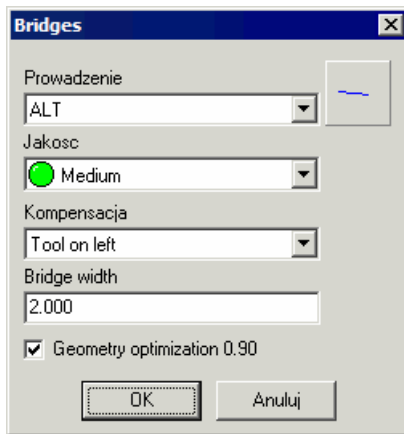 Bridges
Prowadzenie
ALT
Jakosc
Medium
Kompensacja
Tool on left
Bridge width
2.000
Geometry optimization 0.90
OK Anuluj